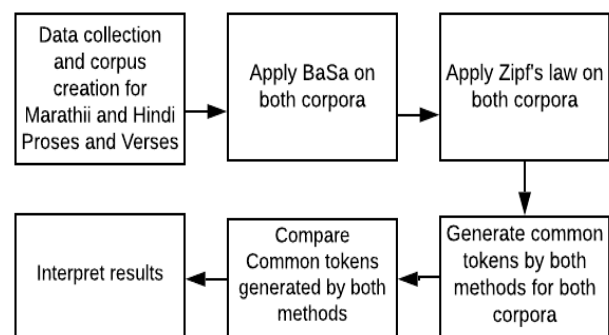 Data collection
and corpus
creation for
Marathii and Hindi
Proses and Verses
Apply BaSa on
both corpora
Apply Zipf's law on
both corpora
Generate common
tokens by both
methods for both
corpora
Compare
Common tokens
generated by both
methods
Interpret results